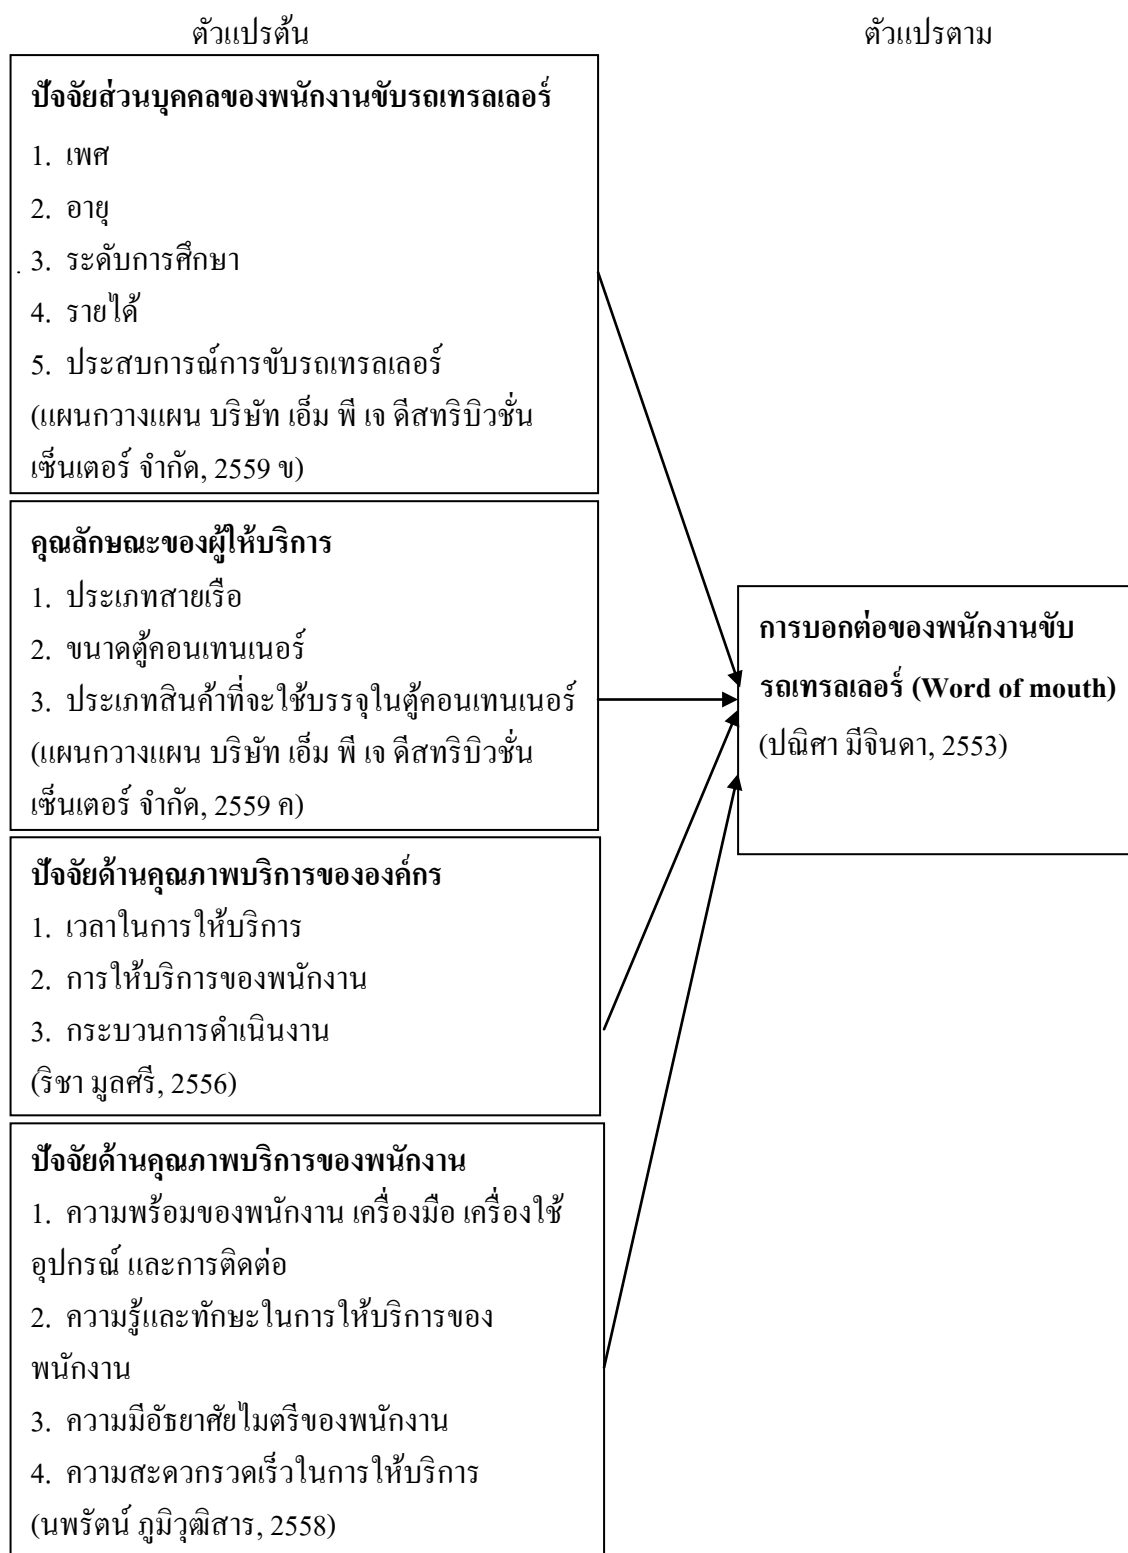 ตัวแปรต้น
ตัวแปรตาม
ปัจจัยส่วนบุคคลของพนักงานขับรถเทรลเลอร์
1. เพศ
2. อายุ
. 3. ระดับการศึกษา
4. รายได้
5. ประสบการณ์การขับรถเทรลเลอร์
(แผนกวางแผน บริษัท เอ็ม พี เจ ดีสทริบิวชั่น
เซ็นเตอร์ จำกัด, 2559 ข)
คุณลักษณะของผู้ให้บริการ
1. ประเภทสายเรือ
2. ขนาดตู้คอนเทนเนอร์
3. ประเภทสินค้าที่จะใช้บรรจุในตู้คอนเทนเนอร์
(แผนกวางแผน บริษัท เอ็ม พี เจ ดีสทริบิวชั่น
เซ็นเตอร์ จำกัด, 2559 ค)
ปัจจัยด้านคุณภาพบริการขององค์กร
1. เวลาในการให้บริการ
2. การให้บริการของพนักงาน
3. กระบวนการดำเนินงาน
(ริชา มูลศรี, 2556)
ปัจจัยด้านคุณภาพบริการของพนักงาน
1. ความพร้อมของพนักงาน เครื่องมือ เครื่องใช้
อุปกรณ์ และการติดต่อ
2. ความรู้และทักษะในการให้บริการของ
พนักงาน
3. ความมีอัธยาศัยไมตรีของพนักงาน
4. ความสะดวกรวดเร็วในการให้บริการ
(นพรัตน์ ภูมิวุฒิสาร, 2558)
การบอกต่อของพนักงานขับ
รถเทรลเลอร์ (Word of mouth)
(ปณิศา มีจินดา, 2553)